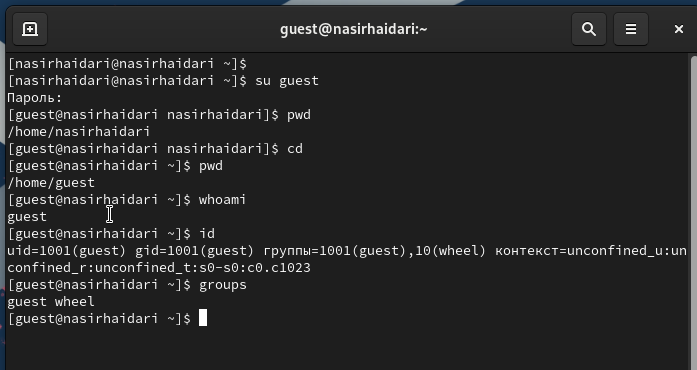 guest@nasirhaidari:~
[nasirhaidari@nasirhaidari ~]$
[nasirhaidari@nasirhaidari ~]$ su guest
Пароль:
[guest@nasirhaidari nasirhaidari]$ pwd
/home/nasirhaidari
[guest@nasirhaidari nasirhaidari]$ cd
[guest@nasirhaidari ~]$ pwd
/home/guest
[guest@nasirhaidari ~]$ whoami
guest
[guest@nasirhaidari ~]$ id
uid=1001(guest) gid=1001(guest) группы=1001(guest),10(wheel) контекст=unconfined_u:un
confined_r:unconfined_t:s0-s0:c0.c1023
[guest@nasirhaidari ~]$ groups
guest wheel
[guest@nasirhaidari ~]$